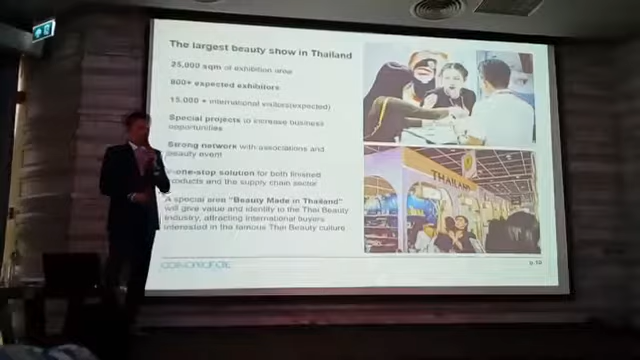 The largest beauty show in Thailand
25,000 sqm of exhibition area
800+ expected exhibitors
15.000 + international visitors(expected)
Special projects to increase business
opportunities
Strong network with associations and
beauty event
one-stop solution for both finished
products and the supply chain sector
A special area "Beauty Made in Thailand"
will give value and identity to the Thai Beauty
industry, attracting international buyers
interested in the famous Thai Beauty culture
THAILAND
COSMOPROF